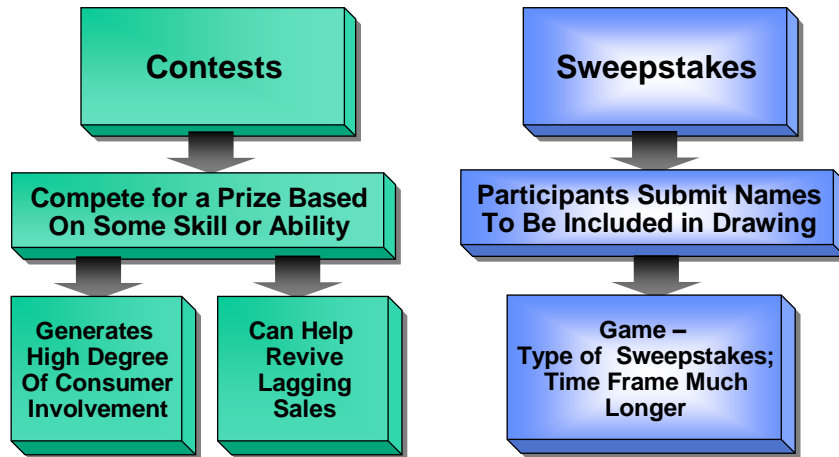 Contests
Compete for a Prize Based
On Some Skill or Ability
Generates
High Degree
Of Consumer
Involvement
Can Help
Revive
Lagging
Sales
Sweepstakes
Participants Submit Names
To Be Included in Drawing
Game –
Type of Sweepstakes;
Time Frame Much
Longer